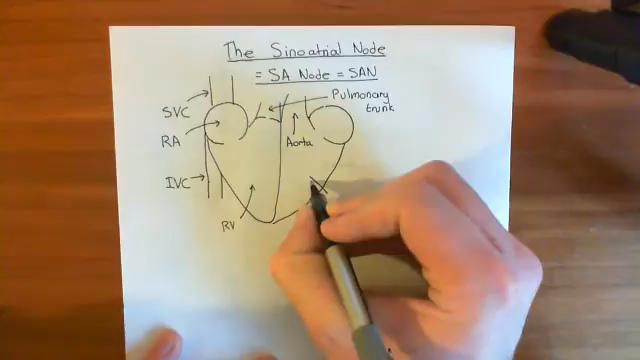 The Sinoatrial Node
= SA Node = SAN
Pulmonary
trunk
SVC
RA
Aorta
IVC
RV